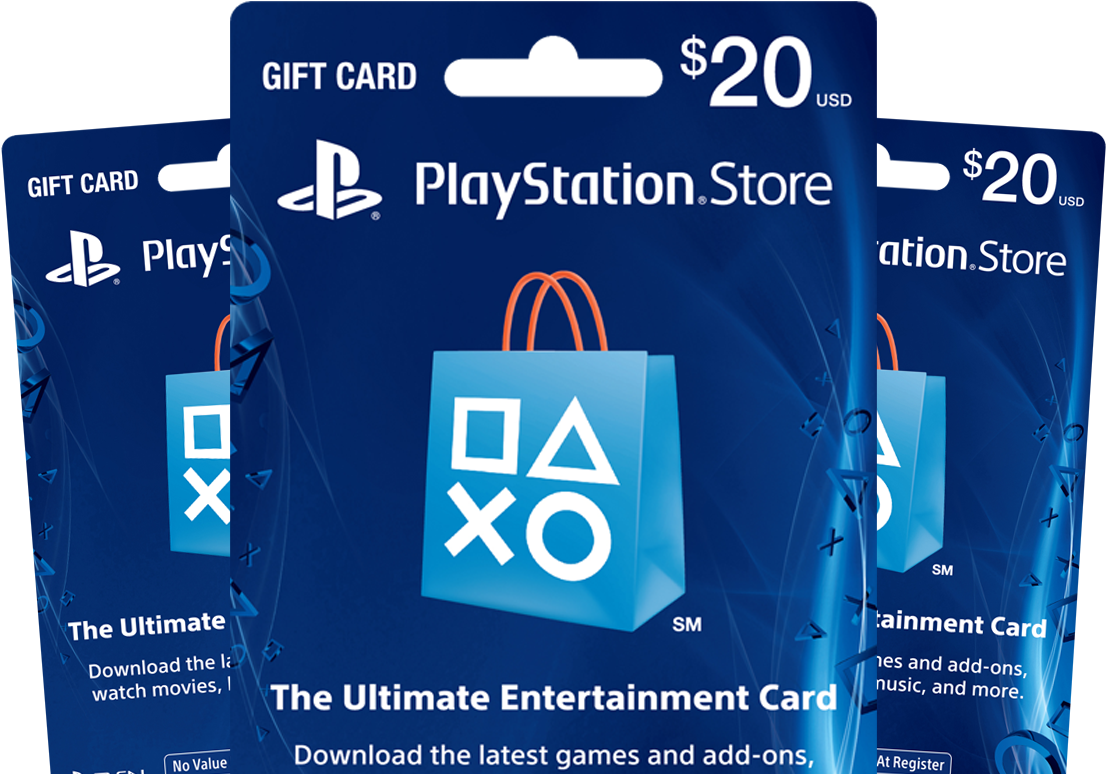 GIFT CARD
$20 USD
PlayStation®Store
SM
The Ultimate Entertainment Card
Download the latest games and add-ons,
GIFT CARD
PlayS
The Ultimate
Download the la
watch movies,
No Value
$20 USD
ation®Store
SM
tainment Card
nes and add-ons,
music, and more.
At Register